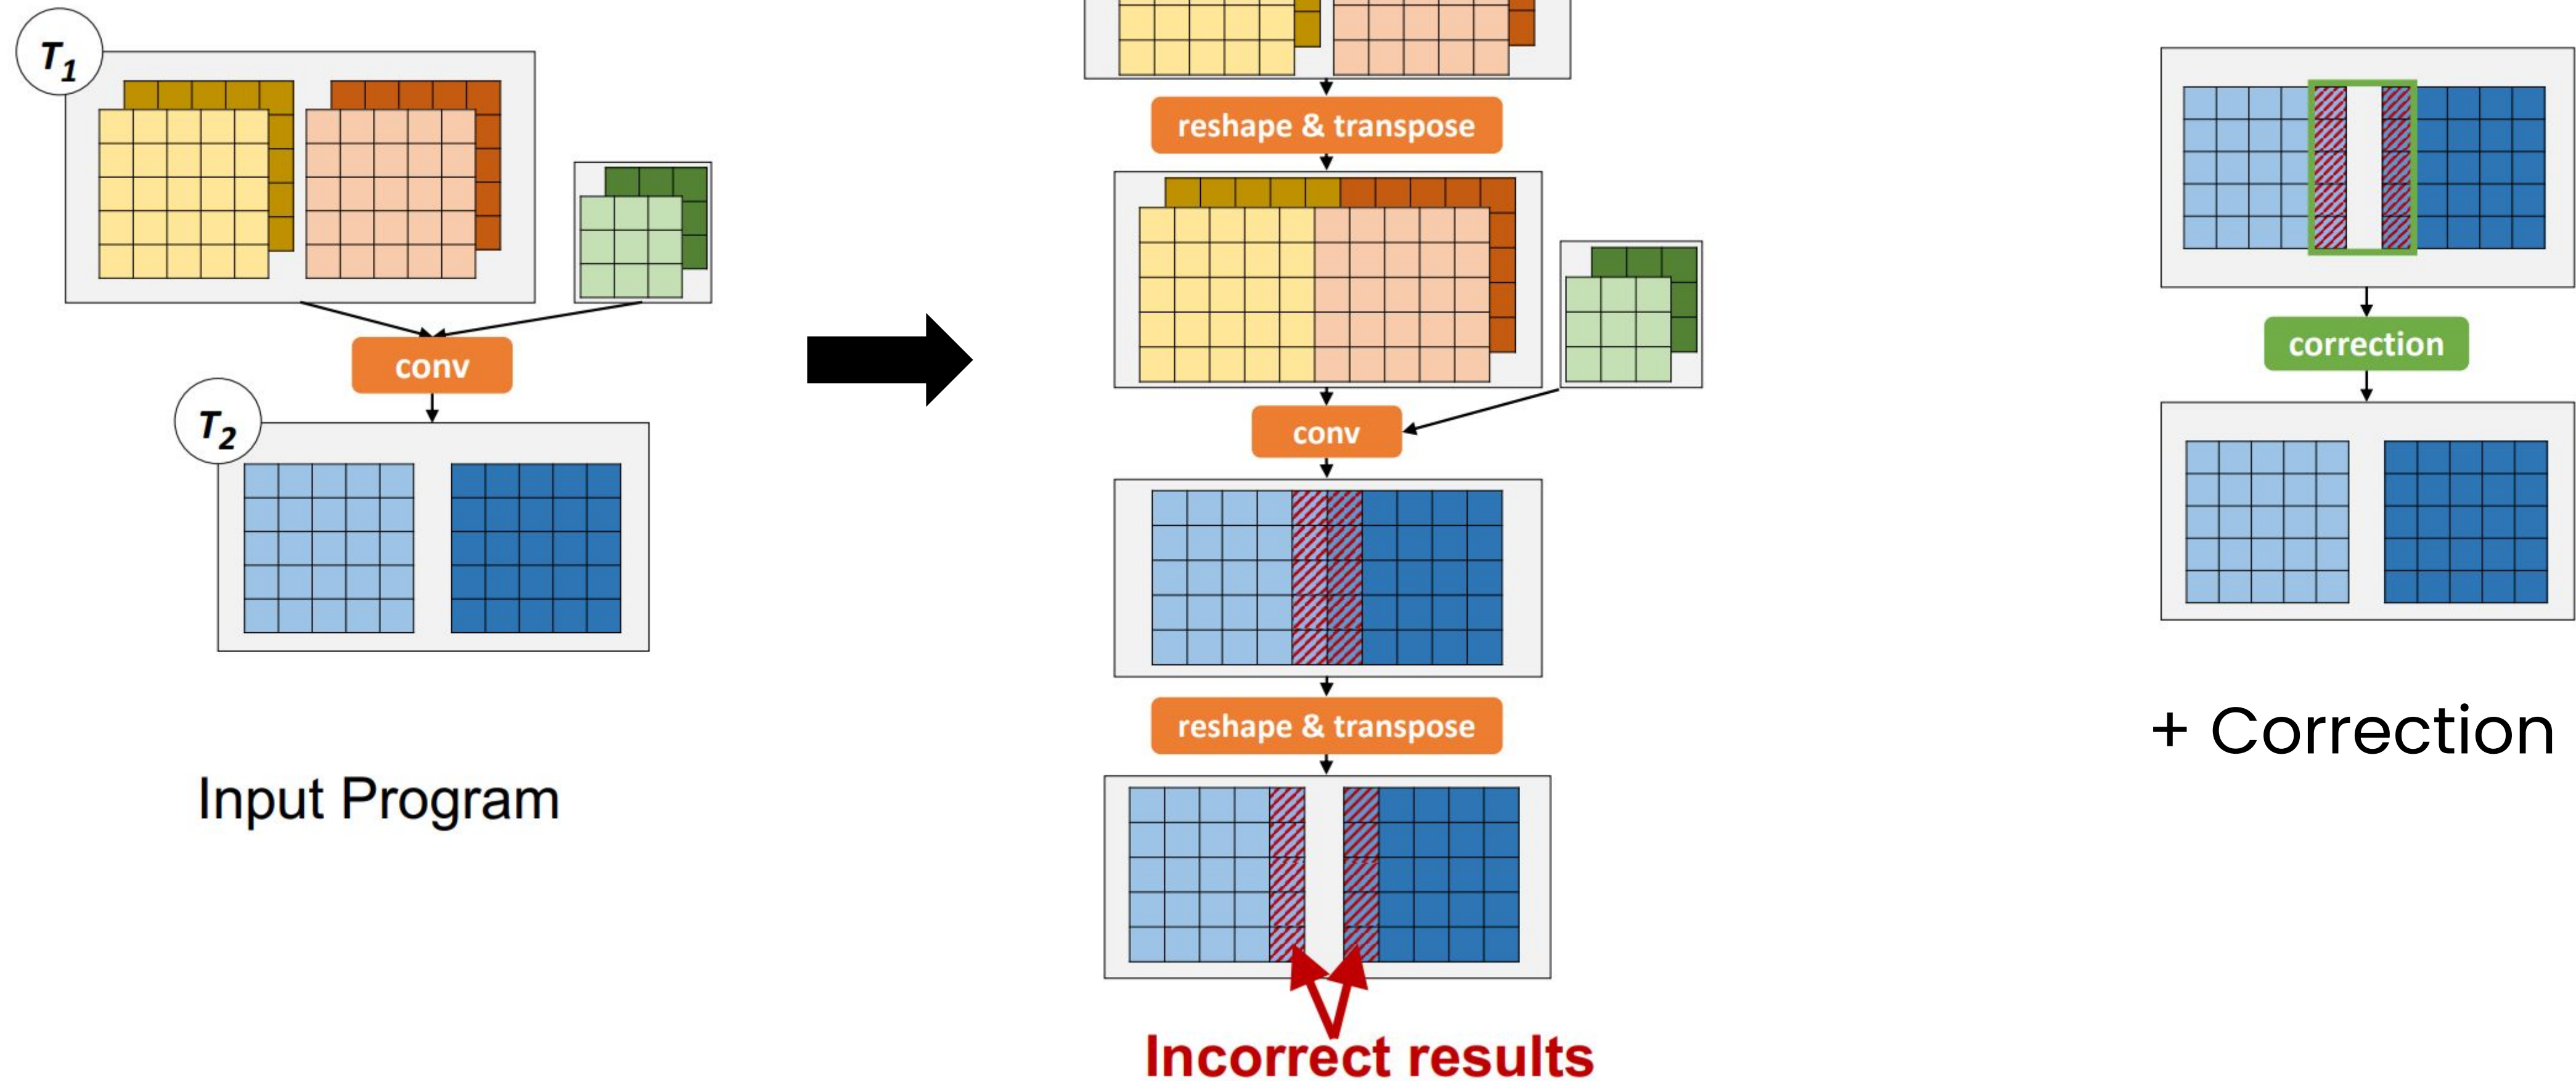 T1
conv
T2
Input Program
reshape & transpose
conv
reshape & transpose
Incorrect results
correction
+ Correction